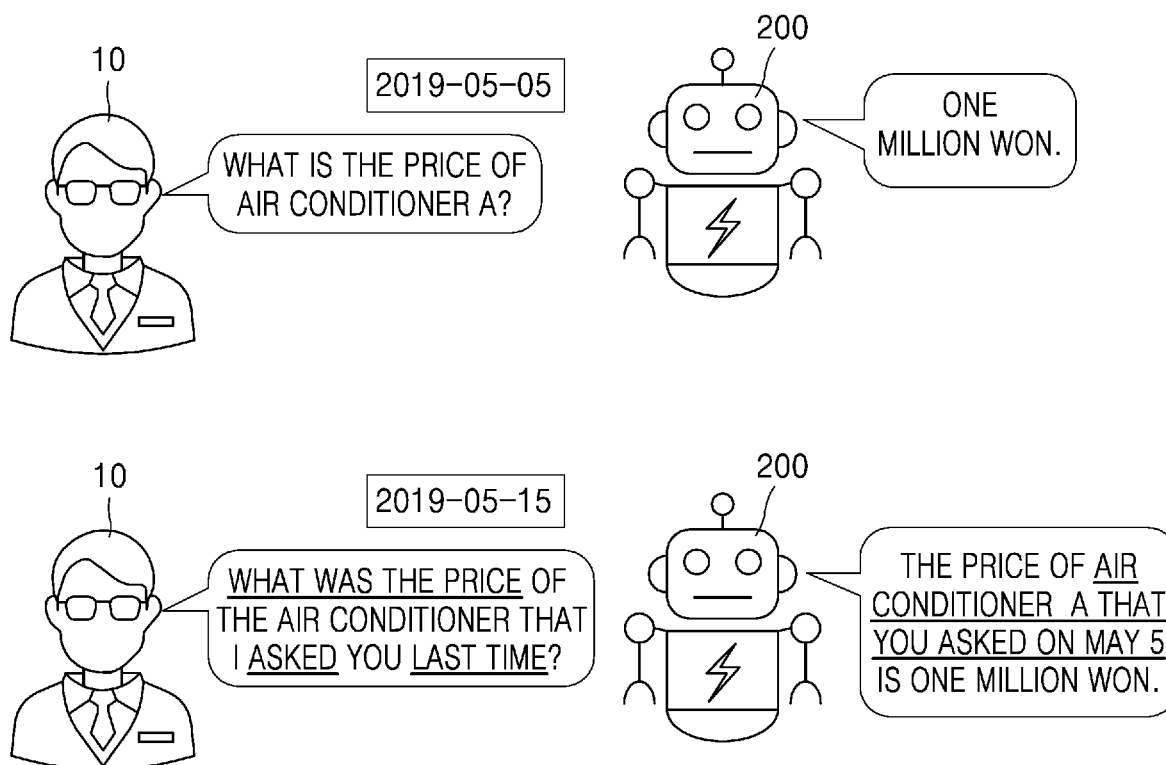 10
2019-05-05
200
WHAT IS THE PRICE OF
AIR CONDITIONER A?
ONE
MILLION WON.
10
2019-05-15
200
WHAT WAS THE PRICE OF
THE AIR CONDITIONER THAT
I ASKED YOU LAST TIME?
THE PRICE OF AIR
CONDITIONER A THAT
YOU ASKED ON MAY 5
IS ONE MILLION WON.